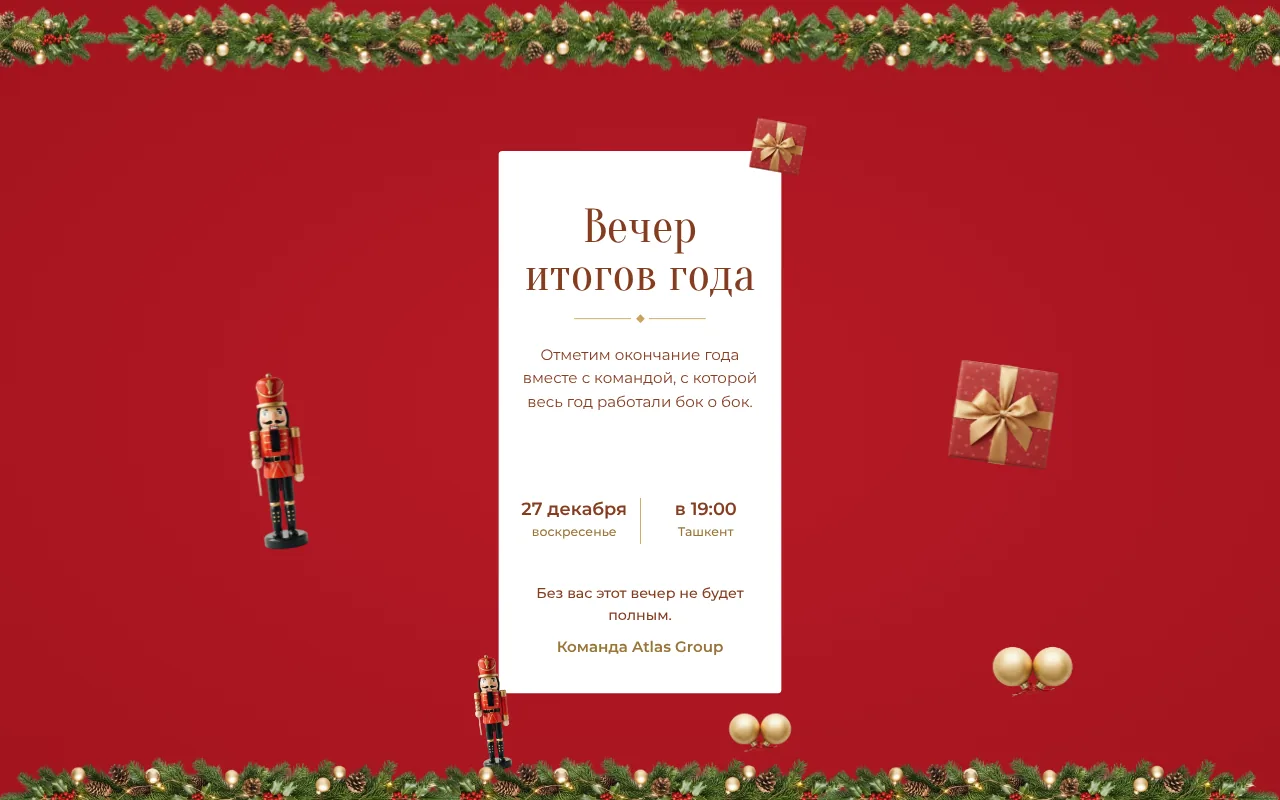 Вечер
итогов года
Отметим окончание года
вместе с командой, с которой
весь год работали бок о бок.
27 декабря
воскресенье
в 19:00
Ташкент
Без вас этот вечер не будет
полным.
Команда Atlas Group